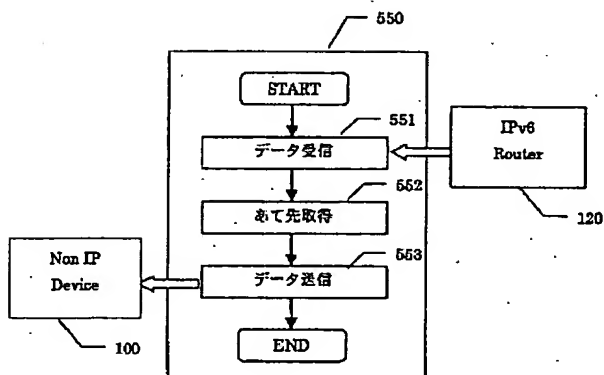 550
START
551
データ受信
IPv6
Router
552
120
あて先取得
553
Non IP
Device
データ送信
100
END